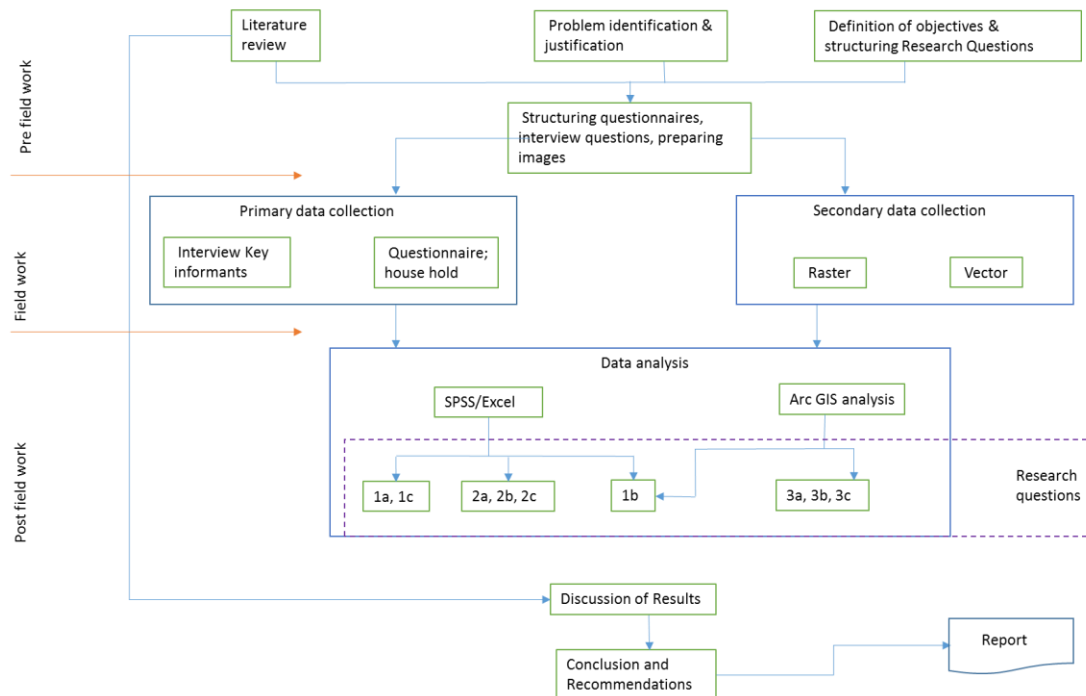 Literature
review
Problem identification &
justification
Definition of objectives &
structuring Research Questions
Pre field work
Structuring questionnaires,
interview questions, preparing
images
Primary data collection
Interview Key
informants
Questionnaire;
house hold
Secondary data collection
Raster
Vector
Field work
Data analysis
SPSS/Excel
Arc GIS analysis
1a, 1c
2a, 2b, 2c
1b
3a, 3b, 3c
Research
questions
Post field work
Discussion of Results
Conclusion and
Recommendations
Report